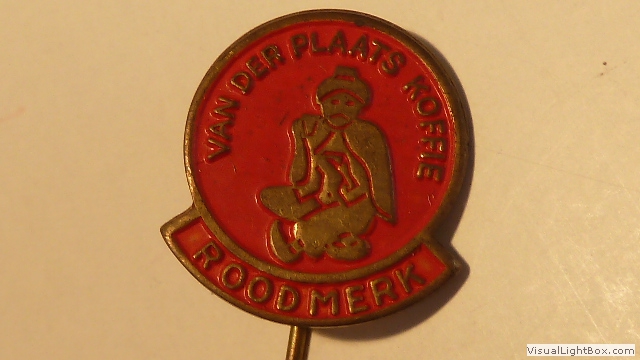 VAN DER PLAATS KOFFIE
ROODMERK
VisualLightBox.com